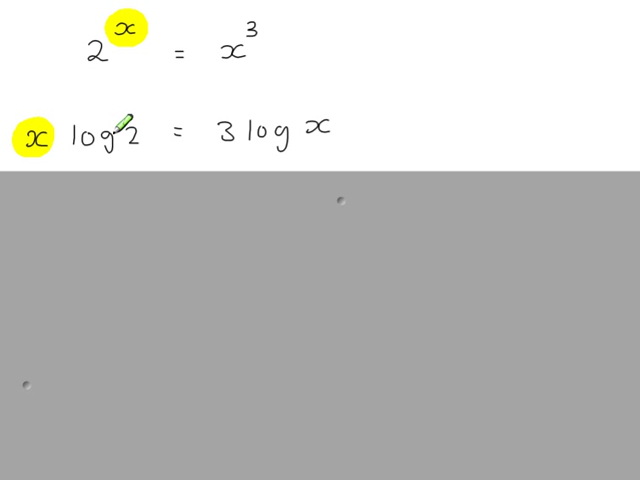 2^x = x^3
x log 2 = 3 log x